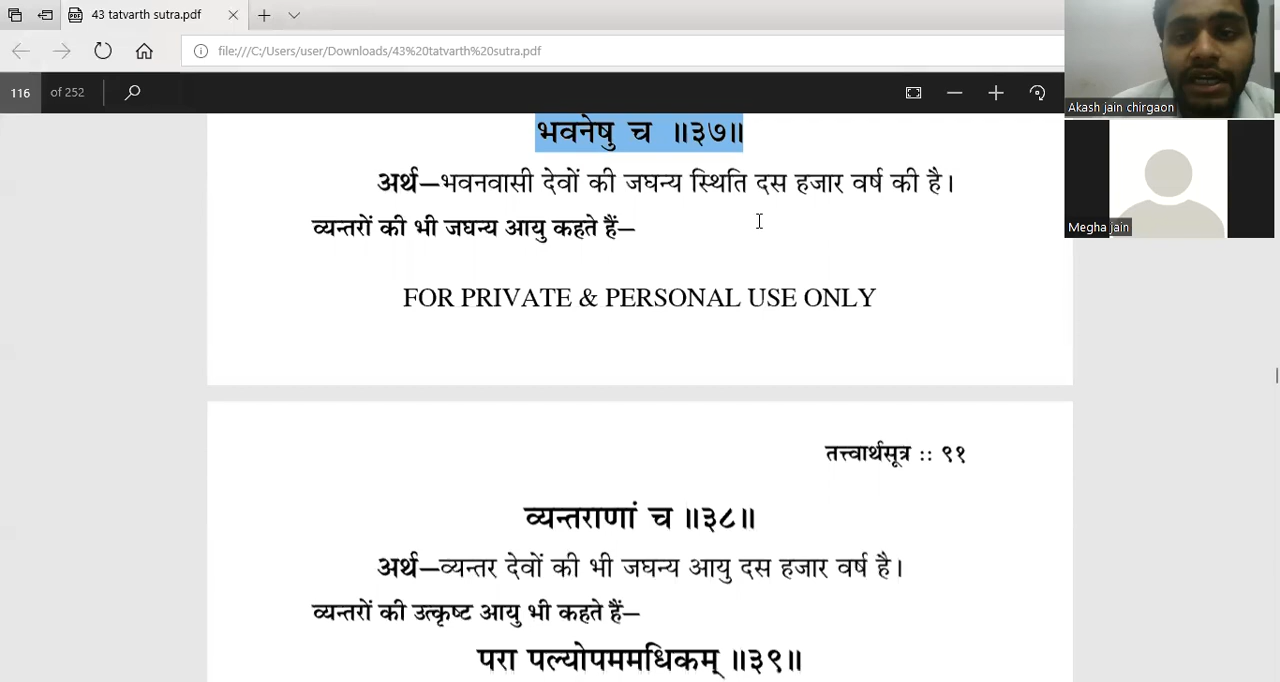 43 tatvarth sutra.pdf
file:///C:/Users/user/Downloads/43%20tatvarth%20sutra.pdf
116 of 252
Akash jain chirgaon
Megha jain
भवनेषु च ॥३७॥
अर्थ—भवनवासी देवों की जघन्य स्थिति दस हजार वर्ष की है।
व्यन्तरों की भी जघन्य आयु कहते हैं—
FOR PRIVATE & PERSONAL USE ONLY
तत्त्वार्थसूत्र :: ९१
व्यन्तराणां च ॥३८॥
अर्थ—व्यन्तर देवों की भी जघन्य आयु दस हजार वर्ष है।
व्यन्तरों की उत्कृष्ट आयु भी कहते हैं—
परा पल्योपममधिकम् ॥३९॥